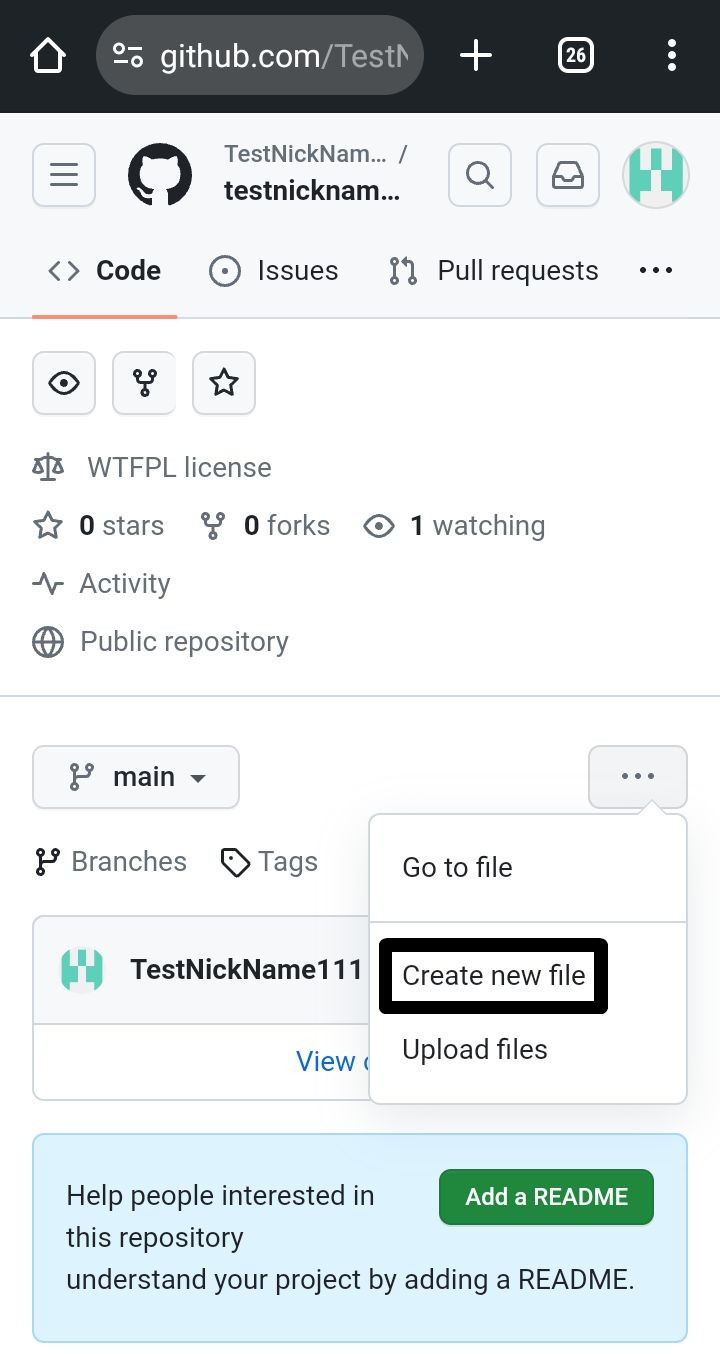 github.com/TestN
26
TestNickNam… /
testnicknam…
Code
Issues
Pull requests
WTFPL license
0 stars
0 forks
1 watching
Activity
Public repository
main
Branches
Tags
Go to file
TestNickName111
Create new file
Upload files
View
Help people interested in
this repository
understand your project by adding a README.
Add a README